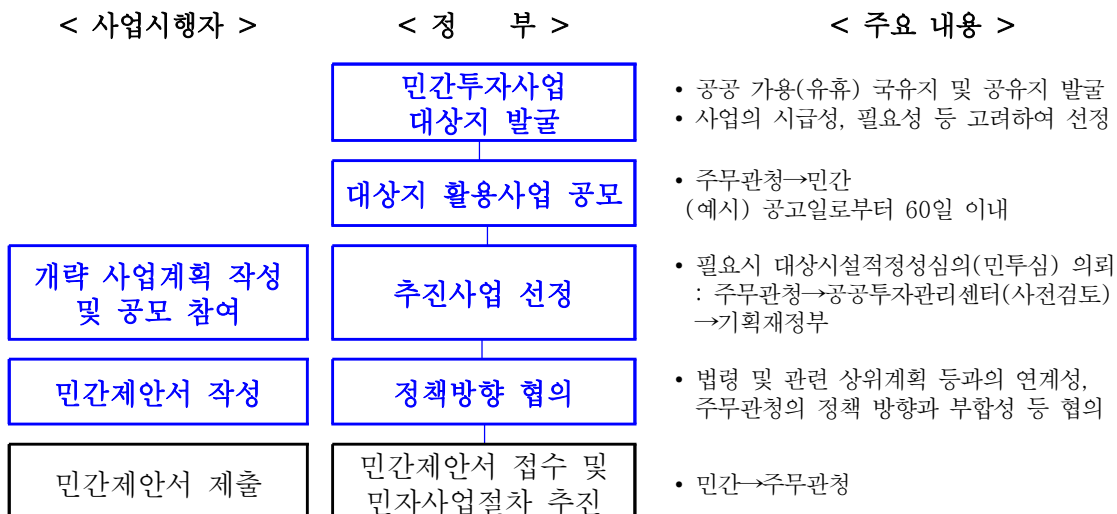 < 사업시행자 >
< 정 부 >
< 주요 내용 >
민간투자사업
대상지 발굴
• 공공 가용(유휴) 국유지 및 공유지 발굴
• 사업의 시급성, 필요성 등 고려하여 선정
대상지 활용사업 공모
• 주무관청→민간
(예시) 공고일로부터 60일 이내
개략 사업계획 작성
및 공모 참여
추진사업 선정
• 필요시 대상시설적정성심의(민투심) 의뢰
: 주무관청→공공투자관리센터(사전검토)
→기획재정부
민간제안서 작성
정책방향 협의
• 법령 및 관련 상위계획 등과의 연계성,
주무관청의 정책 방향과 부합성 등 협의
민간제안서 제출
민간제안서 접수 및
민자사업절차 추진
• 민간→주무관청